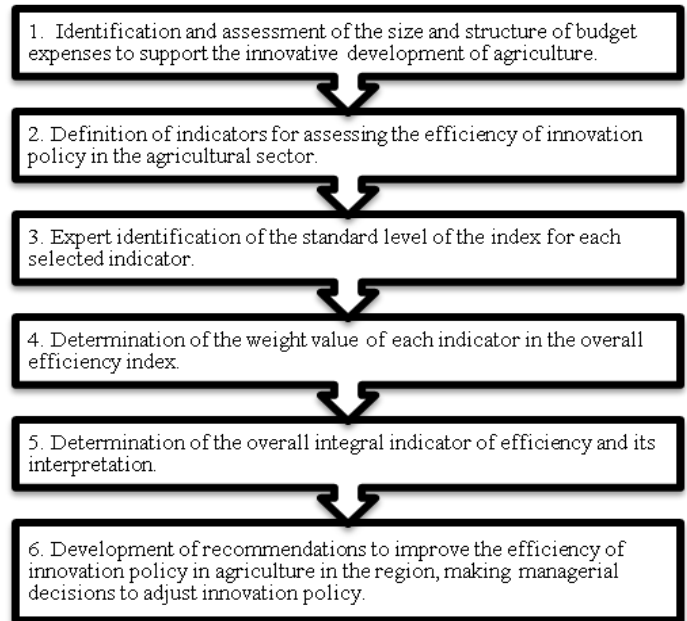 1. Identification and assessment of the size and structure of budget
expenses to support the innovative development of agriculture.
2. Definition of indicators for assessing the efficiency of innovation
policy in the agricultural sector.
3. Expert identification of the standard level of the index for each
selected indicator.
4. Determination of the weight value of each indicator in the overall
efficiency index.
5. Determination of the overall integral indicator of efficiency and its
interpretation.
6. Development of recommendations to improve the efficiency of
innovation policy in agriculture in the region, making managerial
decisions to adjust innovation policy.